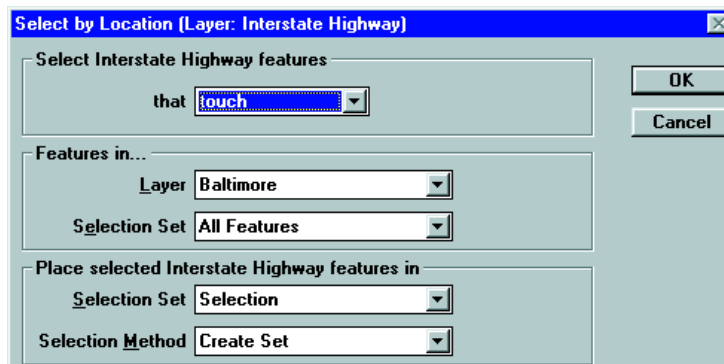 Select by Location (Layer: Interstate Highway)
Select Interstate Highway features
that touch
OK
Cancel
Features in...
Layer Baltimore
Selection Set All Features
Place selected Interstate Highway features in
Selection Set Selection
Selection Method Create Set